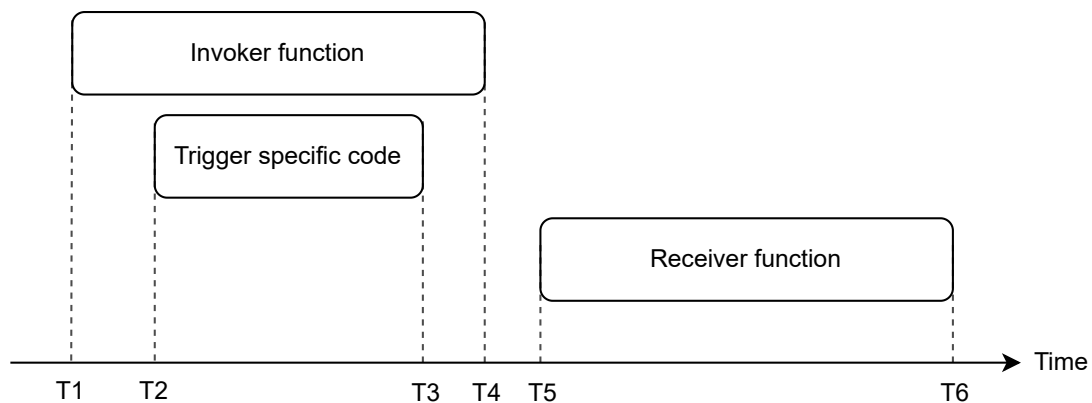 Invoker function
Trigger specific code
Receiver function
Time
T1 T2 T3 T4 T5 T6